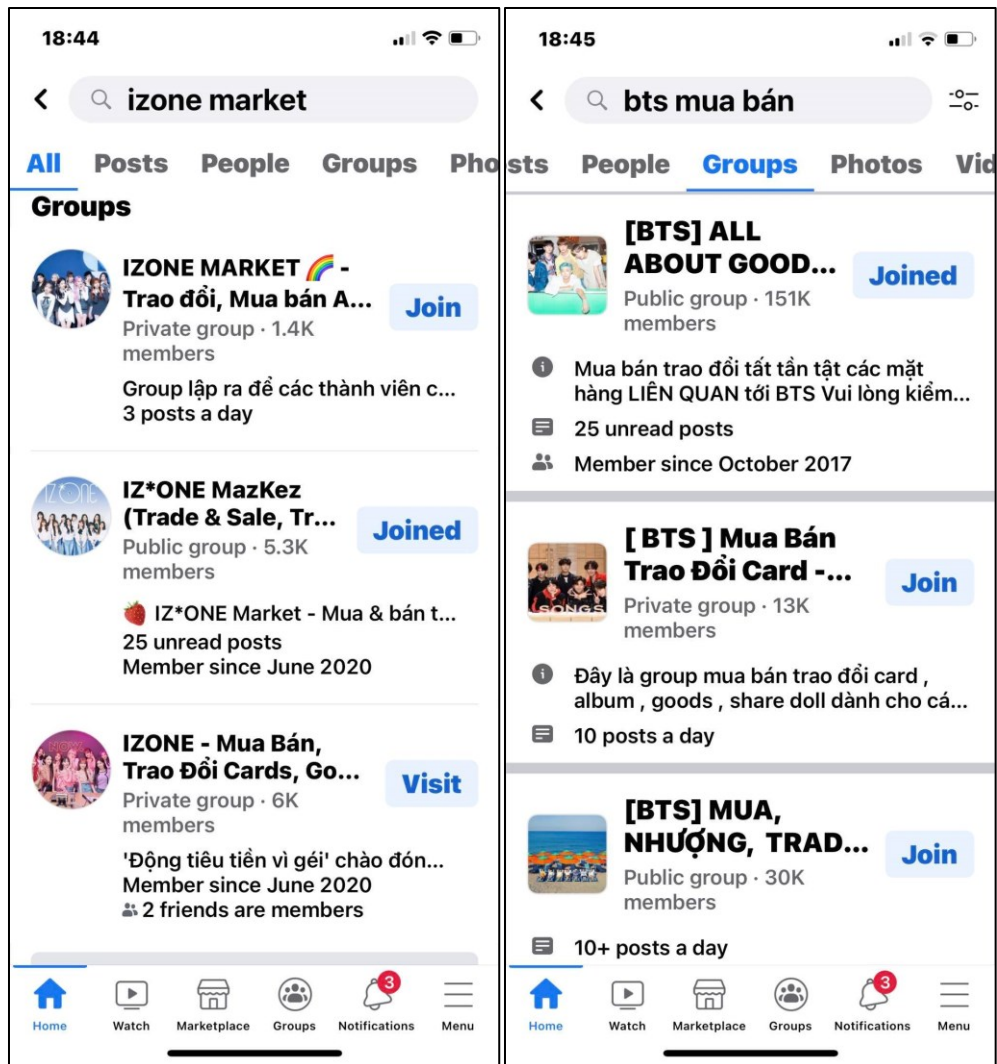 18:44
izone market
All Posts People Groups Pho
Groups
IZONE MARKET 🌈 -
Trao đổi, Mua bán A...
Join
Private group · 1.4K
members
Group lập ra để các thành viên c...
3 posts a day
IZ*ONE
IZ*ONE MazKez
(Trade & Sale, Tr...
Joined
Public group · 5.3K
members
🍓 IZ*ONE Market - Mua & bán t...
25 unread posts
Member since June 2020
IZONE - Mua Bán,
Trao Đổi Cards, Go...
Visit
Private group · 6K
members
'Động tiêu tiền vì géi' chào đón...
Member since June 2020
2 friends are members
3
Home Watch Marketplace Groups Notifications Menu
18:45
bts mua bán
sts People Groups Photos Vid
[BTS] ALL
ABOUT GOOD...
Joined
Public group · 151K
members
Mua bán trao đổi tất tần tật các mặt
hàng LIÊN QUAN tới BTS Vui lòng kiểm...
25 unread posts
Member since October 2017
SONGS
[ BTS ] Mua Bán
Trao Đổi Card -...
Join
Private group · 13K
members
Đây là group mua bán trao đổi card ,
album , goods , share doll dành cho cá...
10 posts a day
[BTS] MUA,
NHƯỢNG, TRAD...
Join
Public group · 30K
members
10+ posts a day
3
Home Watch Marketplace Groups Notifications Menu